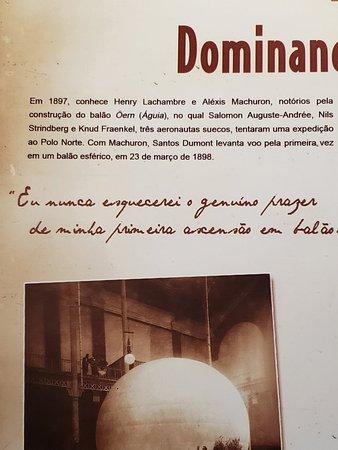 Dominand
Em 1897, conhece Henry Lachambre e Aléxis Machuron, notórios pela
construção do balão Öern (Águia), no qual Salomon Auguste-Andrée, Nils
Strindberg e Knud Fraenkel, três aeronautas suecos, tentaram uma expedição
ao Polo Norte. Com Machuron, Santos Dumont levanta voo pela primeira vez
em um balão esférico, em 23 de março de 1898.
"Eu nunca esquecerei o genuíno prazer
de minha primeira ascensão em balão.